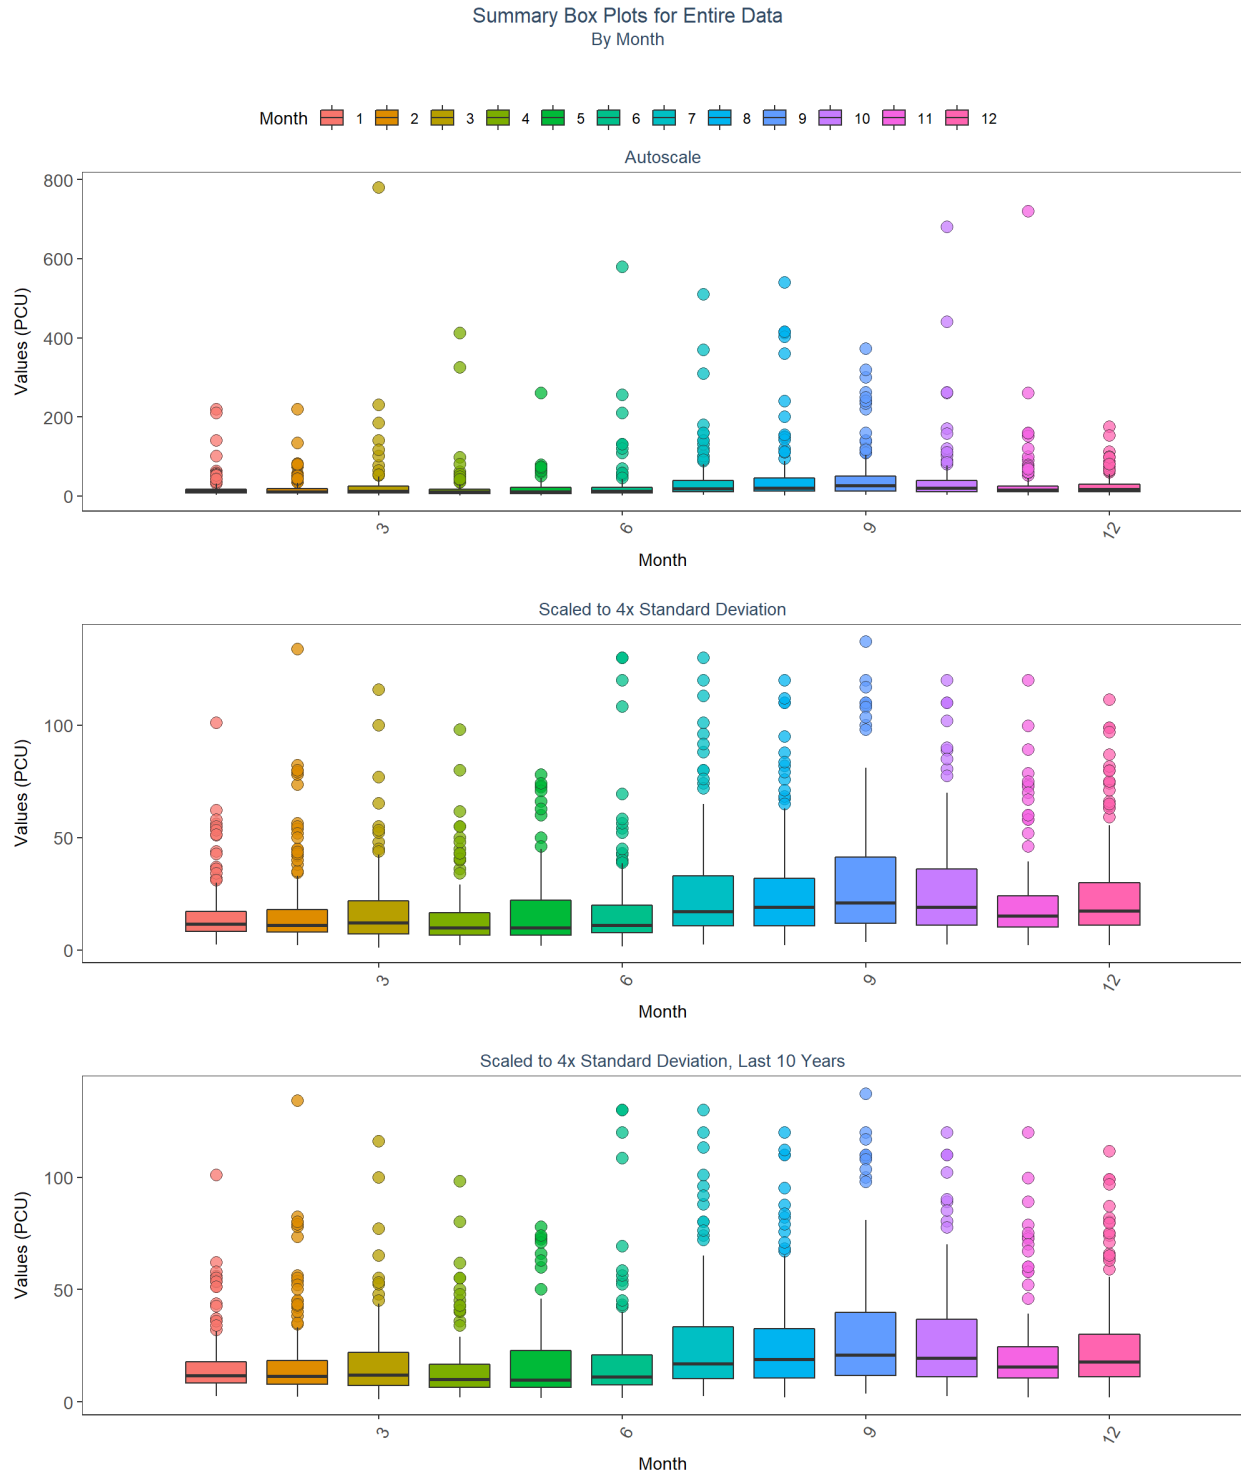 Summary Box Plots for Entire Data
By Month
Month 1 2 3 4 5 6 7 8 9 10 11 12
Autoscale
800
600
400
200
0
Values (PCU)
3 6 9 12
Month
Scaled to 4x Standard Deviation
100
50
0
Values (PCU)
3 6 9 12
Month
Scaled to 4x Standard Deviation, Last 10 Years
100
50
0
Values (PCU)
3 6 9 12
Month